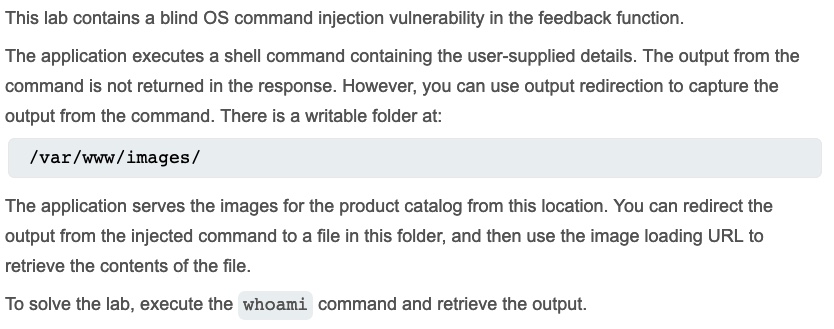 This lab contains a blind OS command injection vulnerability in the feedback function.
The application executes a shell command containing the user-supplied details. The output from the
command is not returned in the response. However, you can use output redirection to capture the
output from the command. There is a writable folder at:
/var/www/images/
The application serves the images for the product catalog from this location. You can redirect the
output from the injected command to a file in this folder, and then use the image loading URL to
retrieve the contents of the file.
To solve the lab, execute the whoami command and retrieve the output.